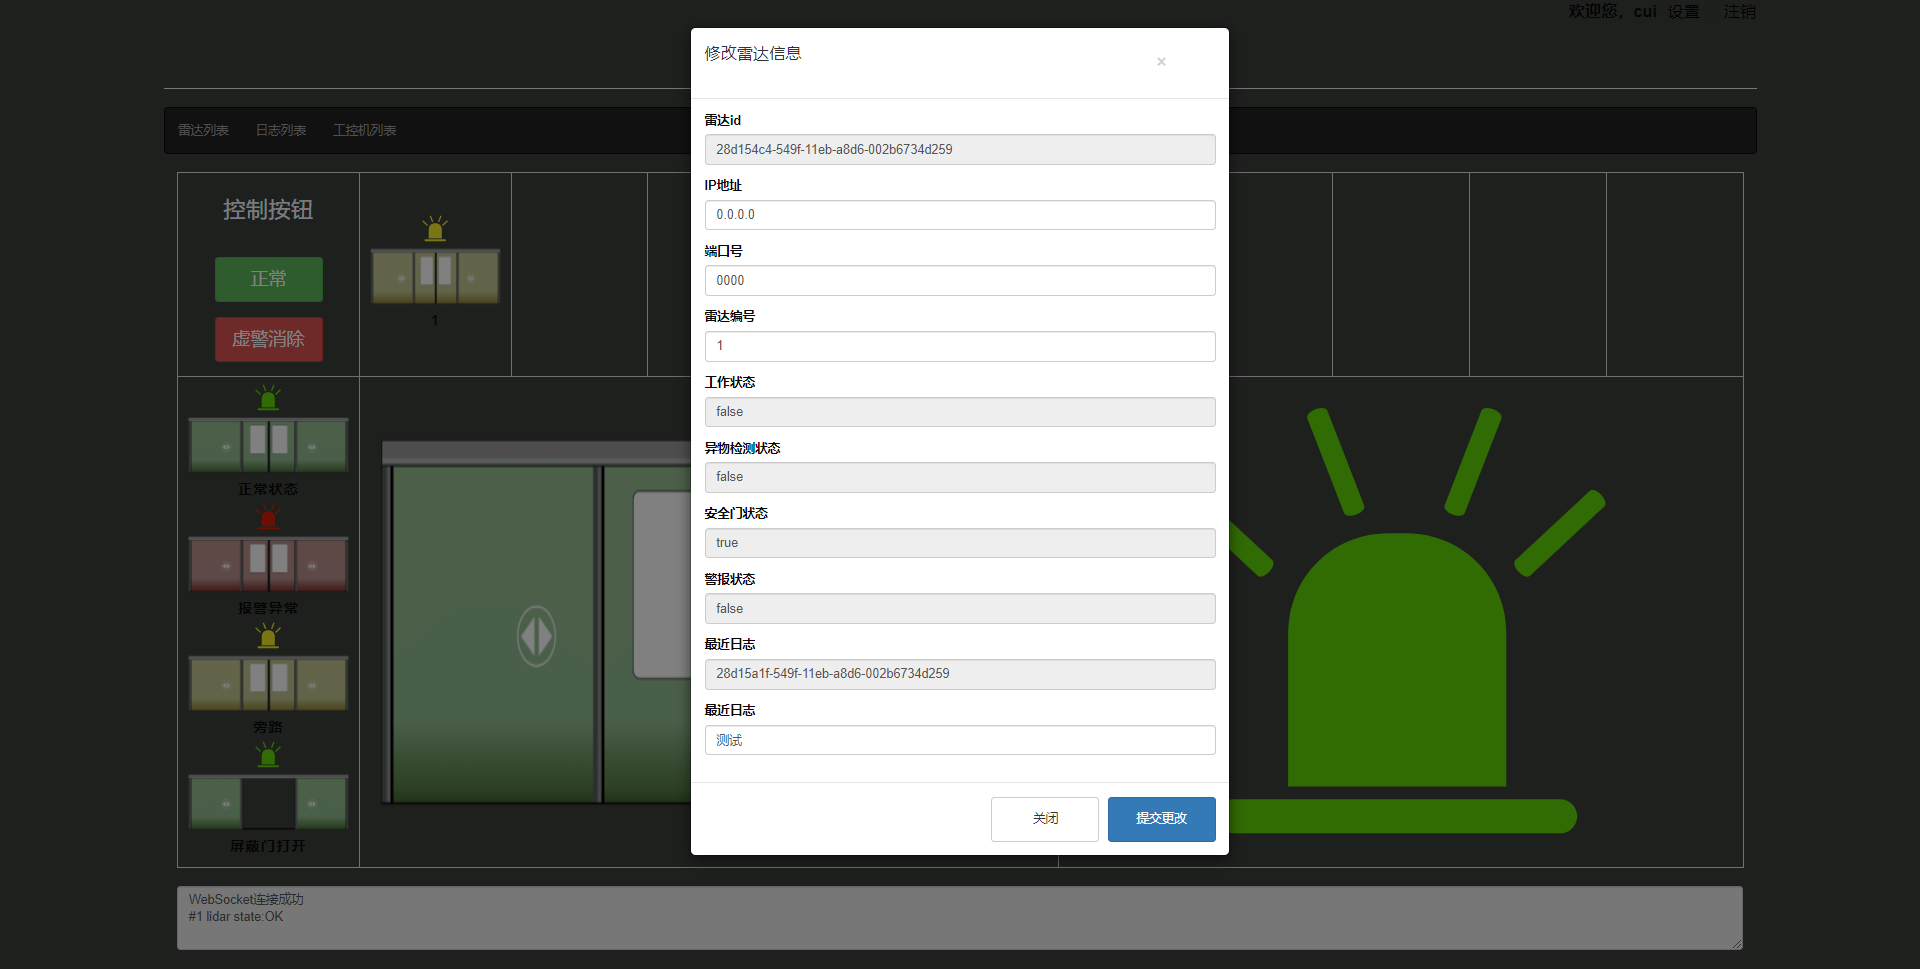 欢迎您，cui 设置 注销
修改雷达信息
×
雷达列表 日志列表 工控机列表
雷达id
28d154c4-549f-11eb-a8d6-002b6734d259
IP地址
0.0.0.0
端口号
0000
雷达编号
1
工作状态
false
异物检测状态
false
安全门状态
true
警报状态
false
最近日志
28d15a1f-549f-11eb-a8d6-002b6734d259
最近日志
测试
关闭 提交更改
控制按钮
正常
虚警消除
1
正常状态
报警异常
旁路
屏蔽门打开
WebSocket连接成功
#1 lidar state:OK